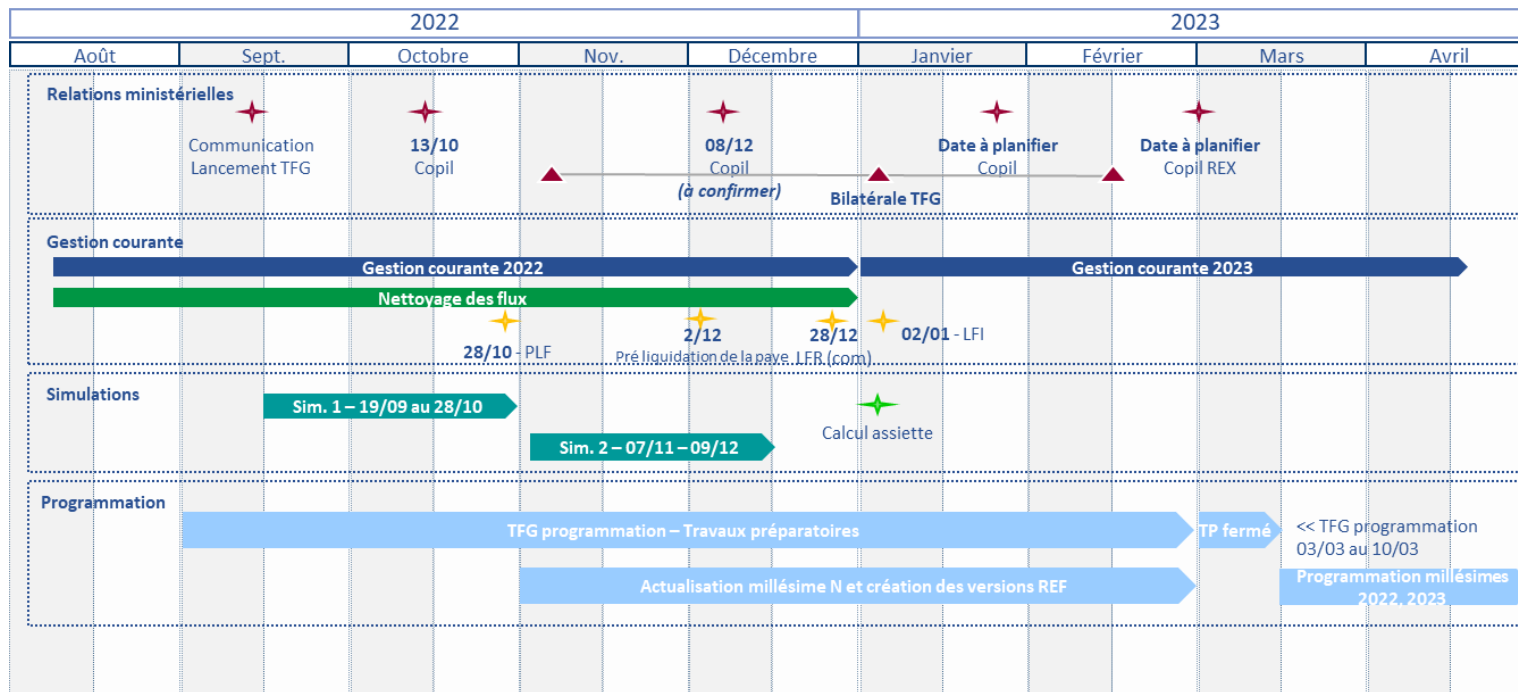 2022
2023
Août
Sept.
Octobre
Nov.
Décembre
Janvier
Février
Mars
Avril
Relations ministérielles
Communication
Lancement TFG
13/10
Copil
08/12
Copil
(à confirmer)
Date à planifier
Copil
Date à planifier
Copil REX
Bilatérale TFG
Gestion courante
Gestion courante 2022
Gestion courante 2023
Nettoyage des flux
28/10 - PLF
2/12
Pré liquidation de la paye
28/12
LFR (com)
02/01 - LFI
Simulations
Sim. 1 – 19/09 au 28/10
Sim. 2 – 07/11 – 09/12
Calcul assiette
Programmation
TFG programmation – Travaux préparatoires
TP fermé
<< TFG programmation
03/03 au 10/03
Actualisation millésime N et création des versions REF
Programmation millésimes
2022, 2023